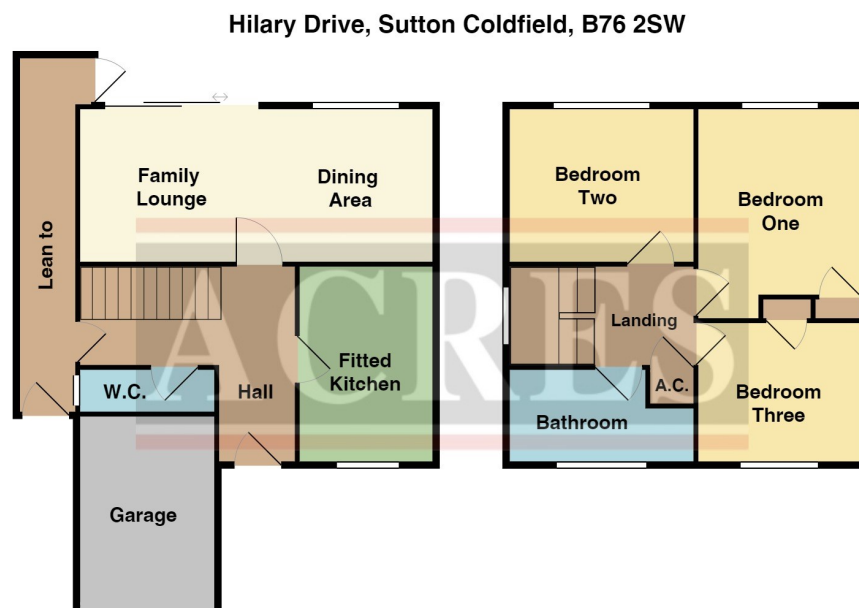 Hilary Drive, Sutton Coldfield, B76 2SW
Family
Lounge
Dining
Area
Lean to
ACRES
W.C.
Hall
Fitted
Kitchen
Garage
Bedroom
Two
Bedroom
One
Landing
A.C.
Bathroom
Bedroom
Three